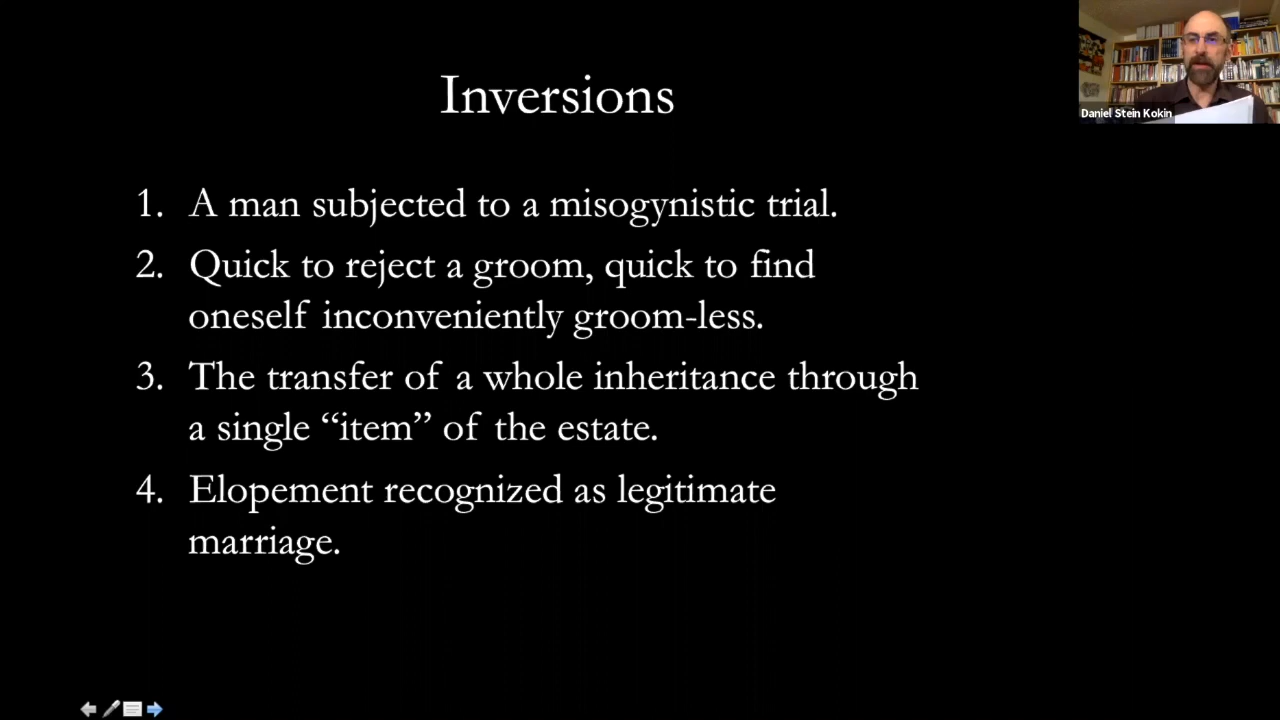 Inversions
1. A man subjected to a misogynistic trial.
2. Quick to reject a groom, quick to find
oneself inconveniently groom-less.
3. The transfer of a whole inheritance through
a single “item” of the estate.
4. Elopement recognized as legitimate
marriage.
Daniel Stein Kokin